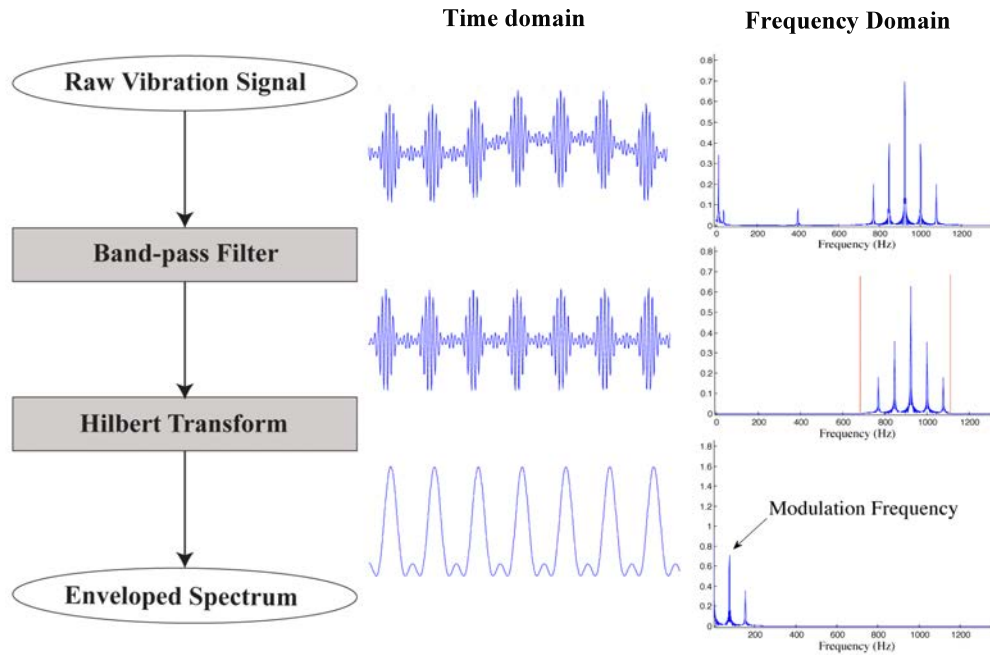 Time domain
Frequency Domain
Raw Vibration Signal
Band-pass Filter
Hilbert Transform
Enveloped Spectrum
0.8
0.7
0.6
0.5
0.4
0.3
0.2
0.1
0
0 200 400 600 800 1000 1200
Frequency (Hz)
0.8
0.7
0.6
0.5
0.4
0.3
0.2
0.1
0
0 200 400 600 800 1000 1200
Frequency (Hz)
1.8
1.6
1.4
1.2
1
0.8
0.6
0.4
0.2
0
Modulation Frequency
200 400 600 800 1000 1200
Frequency (Hz)